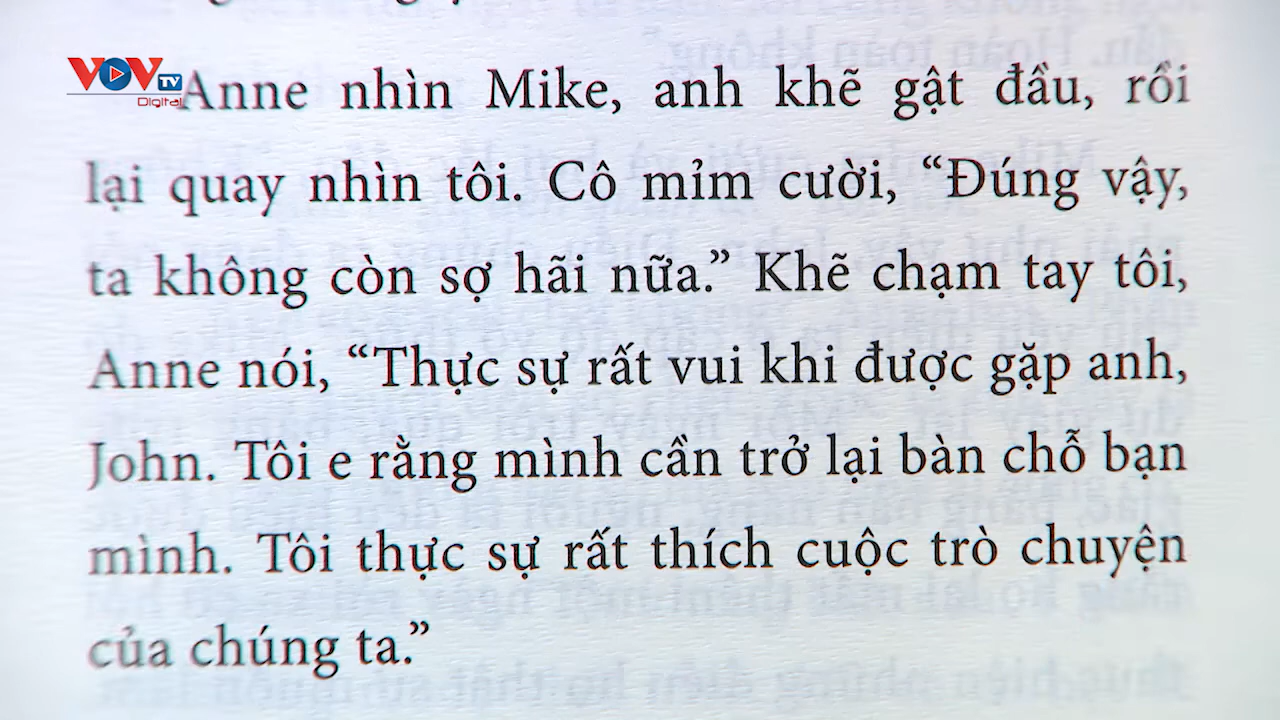 VOVTV
Digital
Anne nhìn Mike, anh khẽ gật đầu, rồi
lại quay nhìn tôi. Cô mỉm cười, “Đúng vậy,
ta không còn sợ hãi nữa.” Khẽ chạm tay tôi,
Anne nói, “Thực sự rất vui khi được gặp anh,
John. Tôi e rằng mình cần trở lại bàn chỗ bạn
mình. Tôi thực sự rất thích cuộc trò chuyện
của chúng ta.”